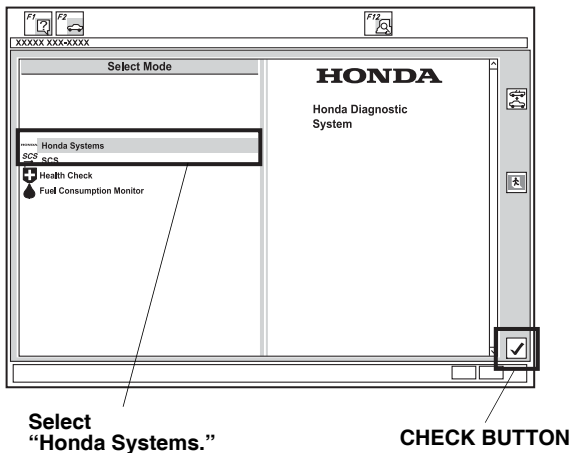 F1
F2
F12
XXXXX XXX-XXXX
Select Mode
HONDA
Honda Diagnostic
System
HONDA Honda Systems
SCS SCS
Health Check
Fuel Consumption Monitor
Select
“Honda Systems.”
CHECK BUTTON